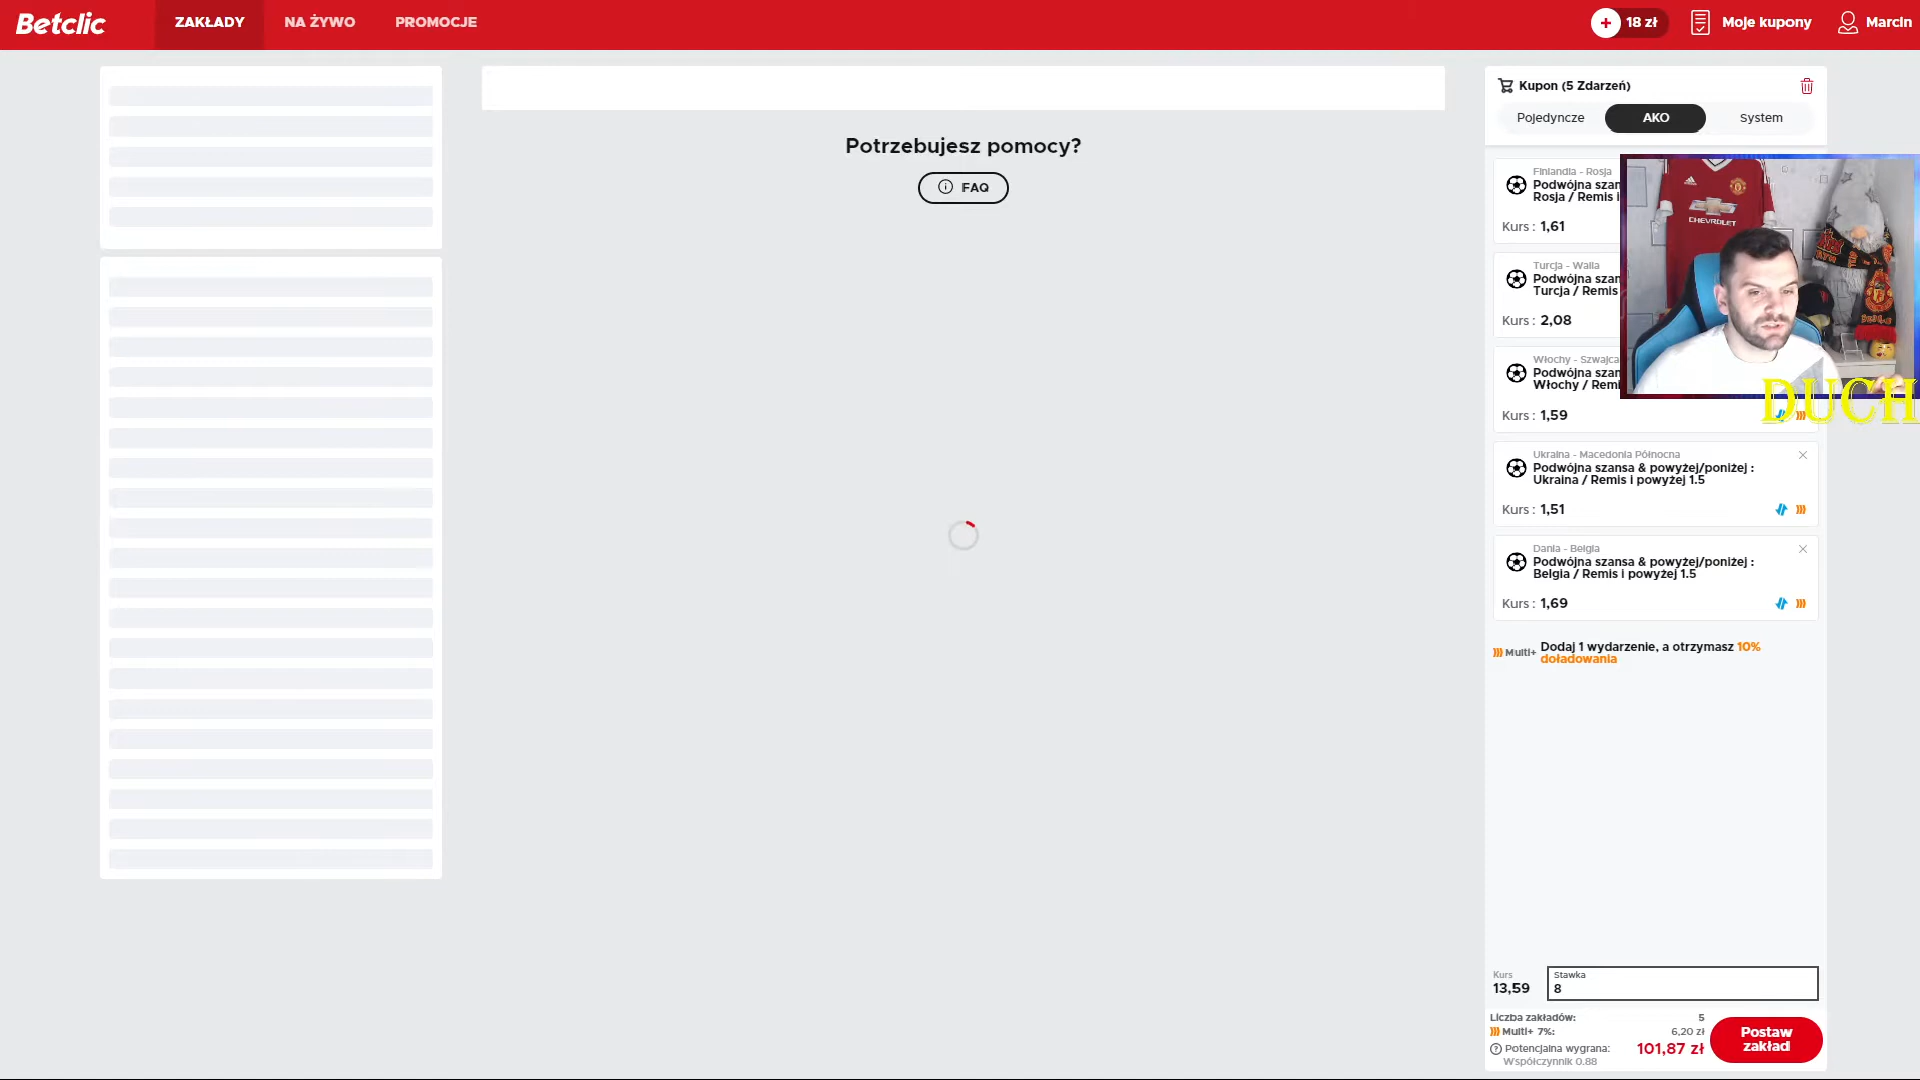 Betclic
ZAKŁADY
NA ŻYWO
PROMOCJE
18 zł
Moje kupony
Marcin
Potrzebujesz pomocy?
FAQ
Kupon (5 Zdarzeń)
Pojedyncze
AKO
System
Finlandia - Rosja
Podwójna szan
Rosja / Remis i
Kurs : 1,61
Turcja - Walia
Podwójna szan
Turcja / Remis
Kurs : 2,08
Włochy - Szwajca
Podwójna szan
Włochy / Remi
Kurs : 1,59
CHEVROLET
DUCH
Ukraina - Macedonia Północna
Podwójna szansa & powyżej/poniżej :
Ukraina / Remis i powyżej 1.5
Kurs : 1,51
Dania - Belgia
Podwójna szansa & powyżej/poniżej :
Belgia / Remis i powyżej 1.5
Kurs : 1,69
Multi+ Dodaj 1 wydarzenie, a otrzymasz 10%
doładowania
Kurs
13,59
Stawka
8
Liczba zakładów: 5
Multi+ 7%: 6,20 zł
Potencjalna wygrana: 101,87 zł
Współczynnik 0.88
Postaw
zakład